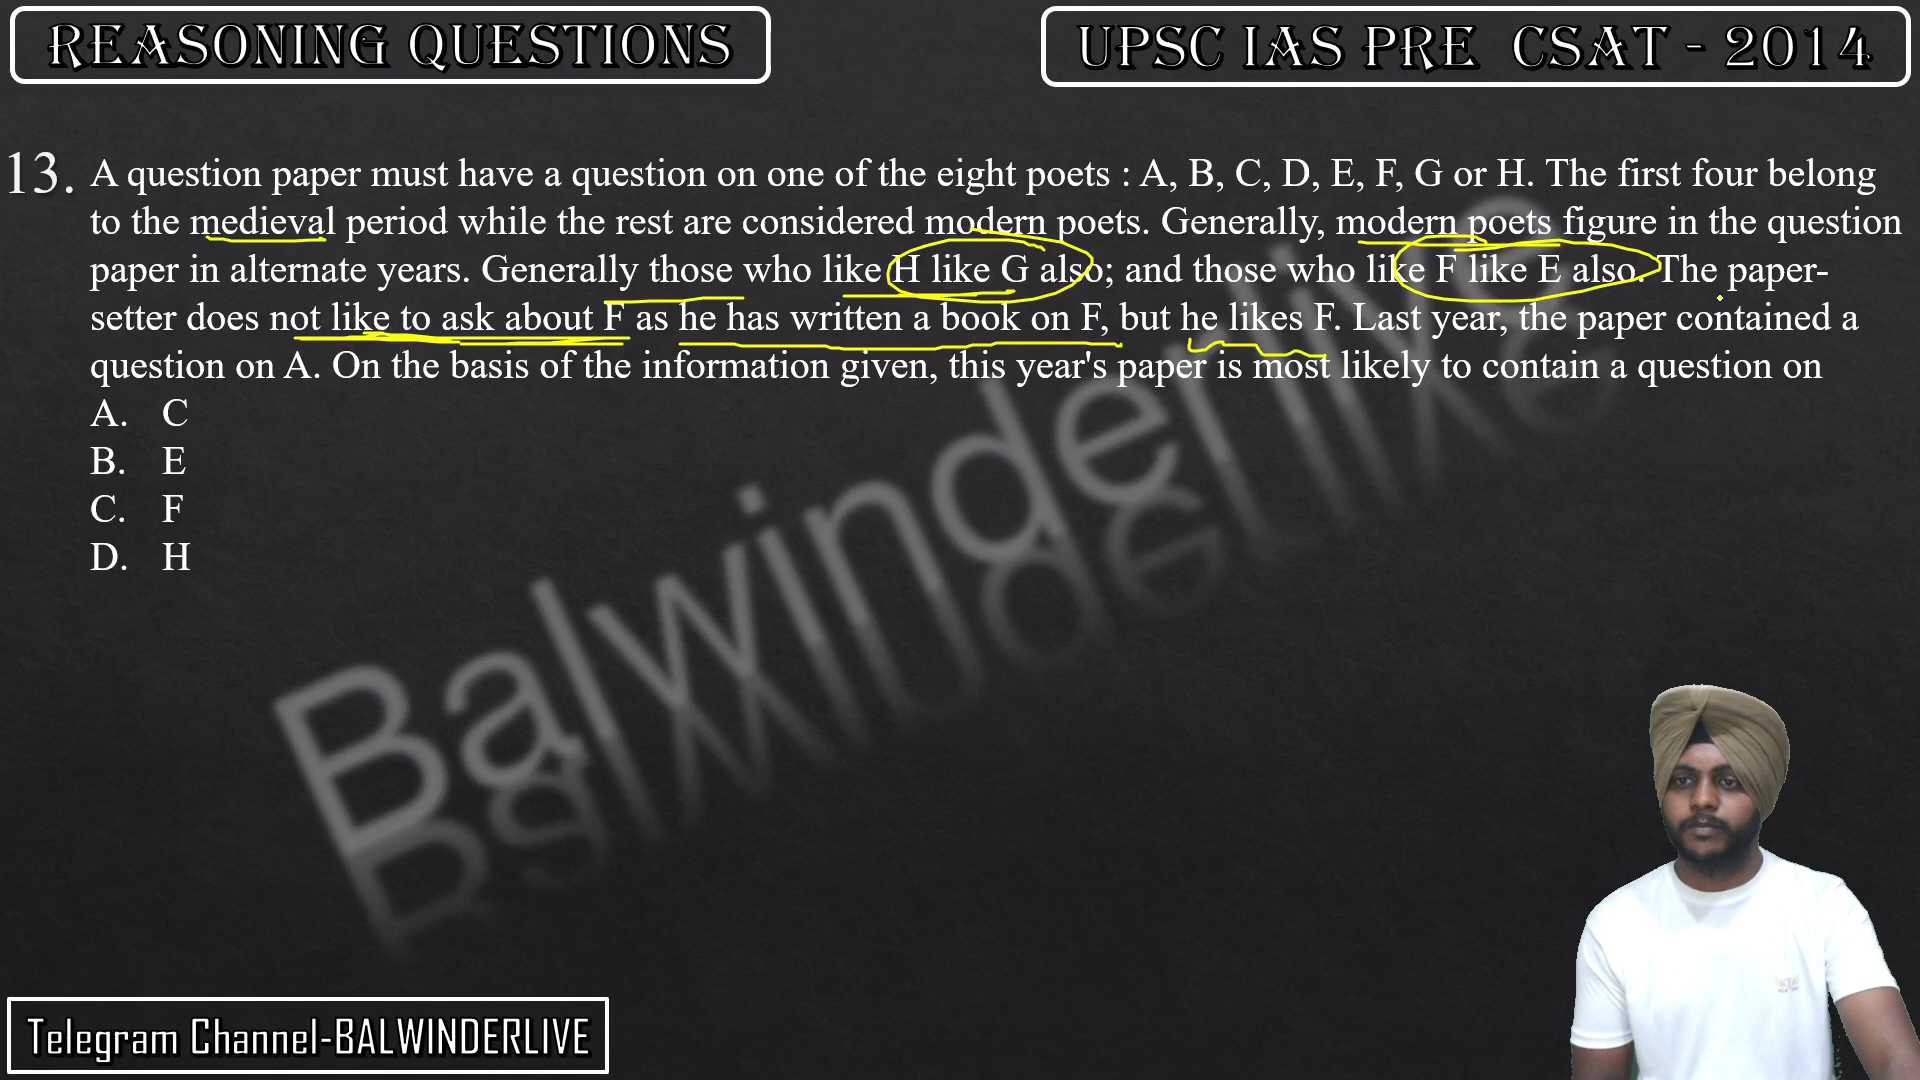 REASONING QUESTIONS
UPSC IAS PRE CSAT - 2014
13. A question paper must have a question on one of the eight poets : A, B, C, D, E, F, G or H. The first four belong
to the medieval period while the rest are considered modern poets. Generally, modern poets figure in the question
paper in alternate years. Generally those who like H like G also; and those who like F like E also. The paper-
setter does not like to ask about F as he has written a book on F, but he likes F. Last year, the paper contained a
question on A. On the basis of the information given, this year's paper is most likely to contain a question on
A. C
B. E
C. F
D. H
Balwinderlive
Telegram Channel-BALWINDERLIVE